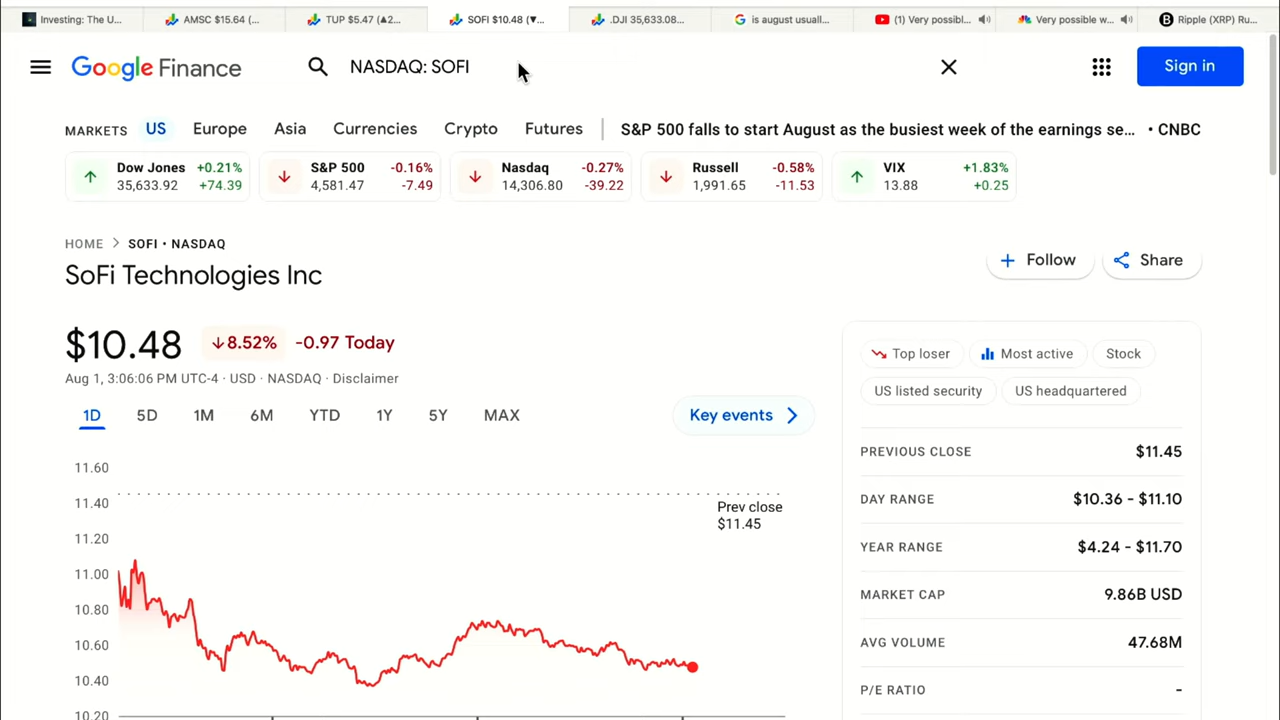 Investing: The U...
AMSC $15.64 (...
TUP $5.47 (▲2...
SOFI $10.48 (▼...
.DJI 35,633.08...
is august usuall...
(1) Very possibl...
Very possible w...
Ripple (XRP) Ru...
Google Finance
NASDAQ: SOFI
Sign in
MARKETS US Europe Asia Currencies Crypto Futures
S&P 500 falls to start August as the busiest week of the earnings se... • CNBC
Dow Jones +0.21%
35,633.92 +74.39
S&P 500 -0.16%
4,581.47 -7.49
Nasdaq -0.27%
14,306.80 -39.22
Russell -0.58%
1,991.65 -11.53
VIX +1.83%
13.88 +0.25
HOME > SOFI • NASDAQ
SoFi Technologies Inc
+ Follow
Share
$10.48 ↓8.52% -0.97 Today
Aug 1, 3:06:06 PM UTC-4 · USD · NASDAQ · Disclaimer
1D 5D 1M 6M YTD 1Y 5Y MAX
Key events
11.60
11.40
11.20
11.00
10.80
10.60
10.40
10.20
Prev close
$11.45
Top loser
Most active
Stock
US listed security
US headquartered
PREVIOUS CLOSE $11.45
DAY RANGE $10.36 - $11.10
YEAR RANGE $4.24 - $11.70
MARKET CAP 9.86B USD
AVG VOLUME 47.68M
P/E RATIO -